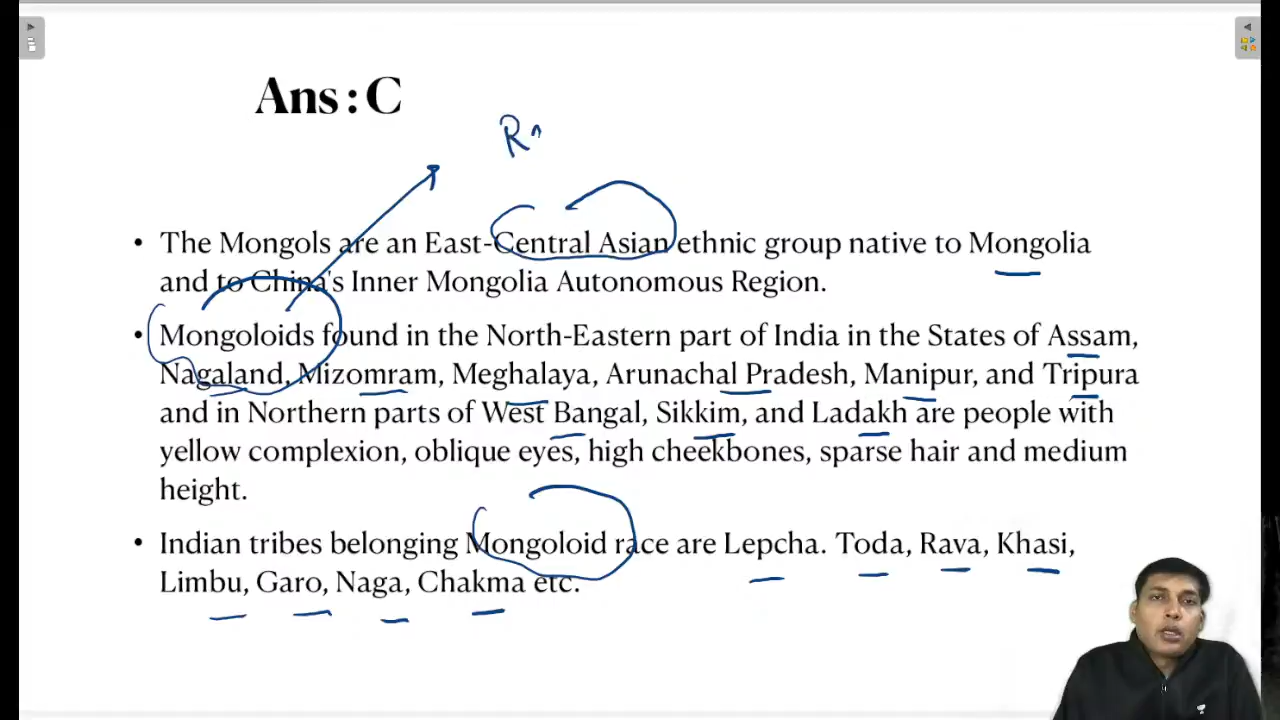 Ans : C
R
• The Mongols are an East-Central Asian ethnic group native to Mongolia
and to China's Inner Mongolia Autonomous Region.
• Mongoloids found in the North-Eastern part of India in the States of Assam,
Nagaland, Mizomram, Meghalaya, Arunachal Pradesh, Manipur, and Tripura
and in Northern parts of West Bangal, Sikkim, and Ladakh are people with
yellow complexion, oblique eyes, high cheekbones, sparse hair and medium
height.
• Indian tribes belonging Mongoloid race are Lepcha. Toda, Rava, Khasi,
Limbu, Garo, Naga, Chakma etc.